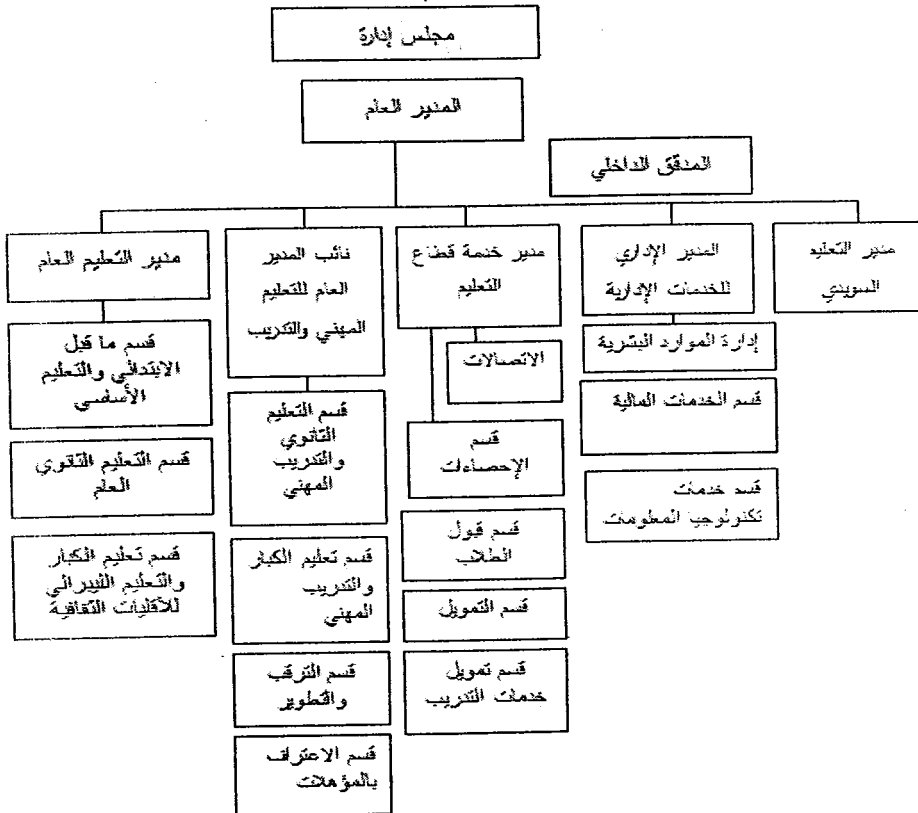 مجلس إدارة
المدير العام
المدقق الداخلي
مدير التعليم العام
نائب المدير
العام للتعليم
المهني والتدريب
مدير خدمة قطاع
التعليم
المدير الإداري
للخدمات الإدارية
مدير التعليم
السويدي
قسم ما قبل
الابتدائي والتعليم
الأساسي
قسم التعليم الثانوي
العام
قسم تعليم الكبار
والتعليم الليبرالي
للأقليات الثقافية
قسم التعليم
الثانوي
والتدريب
المهني
قسم تعليم الكبار
والتدريب
المهني
قسم الترقب
والتطوير
قسم الاعتراف
بالمؤهلات
الاتصالات
قسم
الإحصاءات
قسم قبول
الطلاب
قسم التمويل
قسم تمويل
خدمات التدريب
إدارة الموارد البشرية
قسم الخدمات المالية
قسم خدمات
تكنولوجيا المعلومات